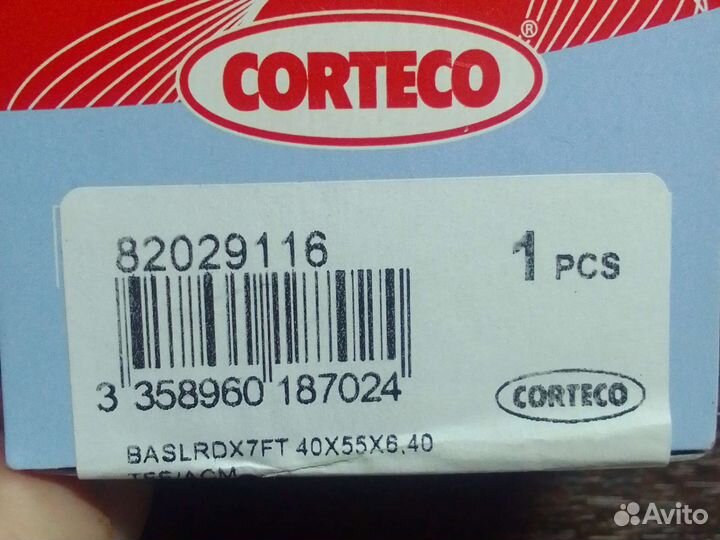 CORTECO®
82029116
1 PCS
3 358960 187024
CORTECO
BASLRDX7FT 40X55X6,40
Avito